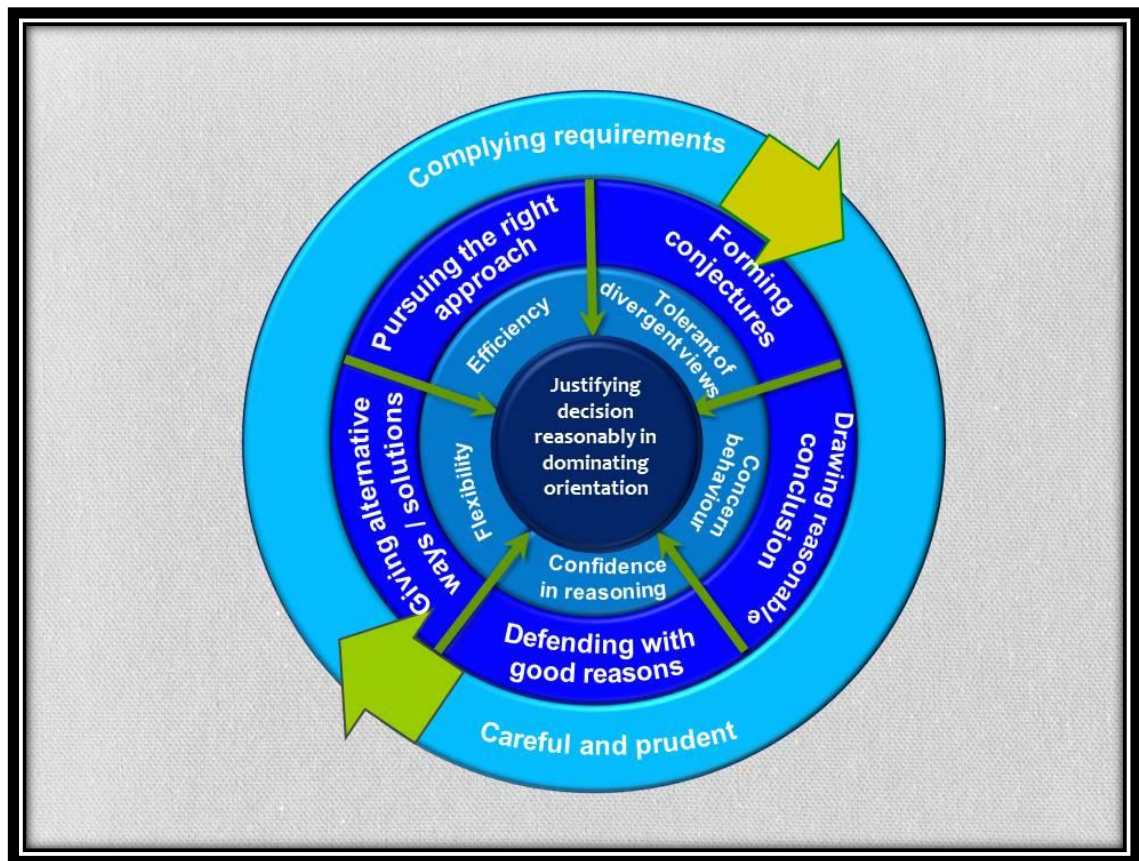 Complying requirements
Pursuing the right
approach
Forming
conjectures
Efficiency
Tolerant of
divergent views
Justifying
decision
reasonably in
dominating
orientation
Giving alternative
ways / solutions
Flexibility
Concern
behaviour
Drawing reasonable
conclusion
Confidence
in reasoning
Defending with
good reasons
Careful and prudent